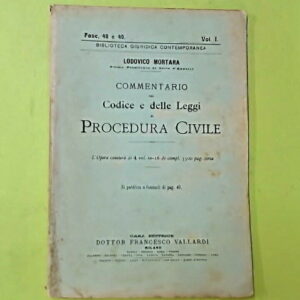 Fasc. 48 e 49. Vol. I.
BIBLIOTECA GIURIDICA CONTEMPORANEA
LODOVICO MORTARA
COMMENTARIO
DEL
Codice e delle Leggi
DI
PROCEDURA CIVILE
L'Opera consterà di 4 vol. in-16 di compl. pag. circa
Si pubblica a fascicoli di pag. 48.
CASA EDITRICE
DOTTOR FRANCESCO VALLARDI
MILANO